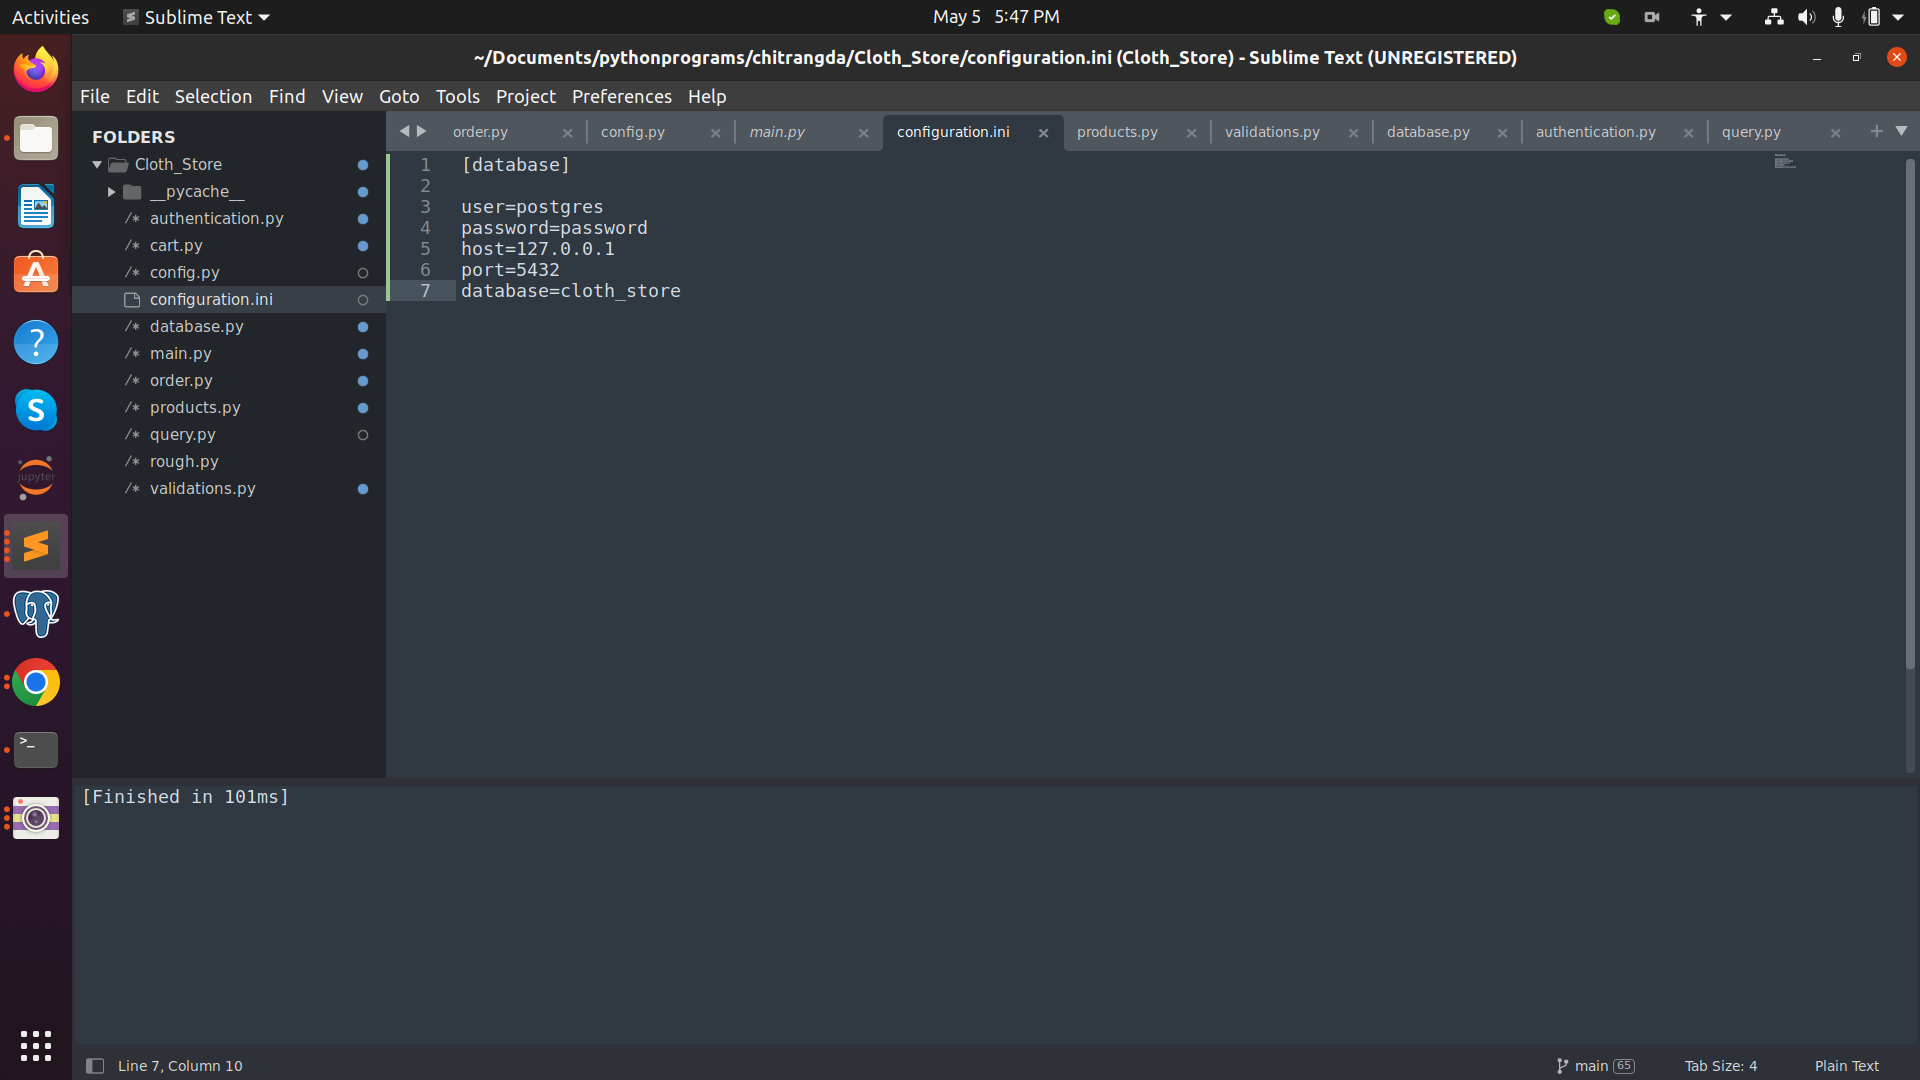 Activities Sublime Text May 5 5:47 PM
~/Documents/pythonprograms/chitrangda/Cloth_Store/configuration.ini (Cloth_Store) - Sublime Text (UNREGISTERED)
File Edit Selection Find View Goto Tools Project Preferences Help
order.py config.py main.py configuration.ini products.py validations.py database.py authentication.py query.py
FOLDERS
Cloth_Store
__pycache__
/* authentication.py
/* cart.py
/* config.py
configuration.ini
/* database.py
/* main.py
/* order.py
/* products.py
/* query.py
/* rough.py
/* validations.py
1 [database]
2
3 user=postgres
4 password=password
5 host=127.0.0.1
6 port=5432
7 database=cloth_store
?
S
jupyter
>_
[Finished in 101ms]
Line 7, Column 10 main 65 Tab Size: 4 Plain Text